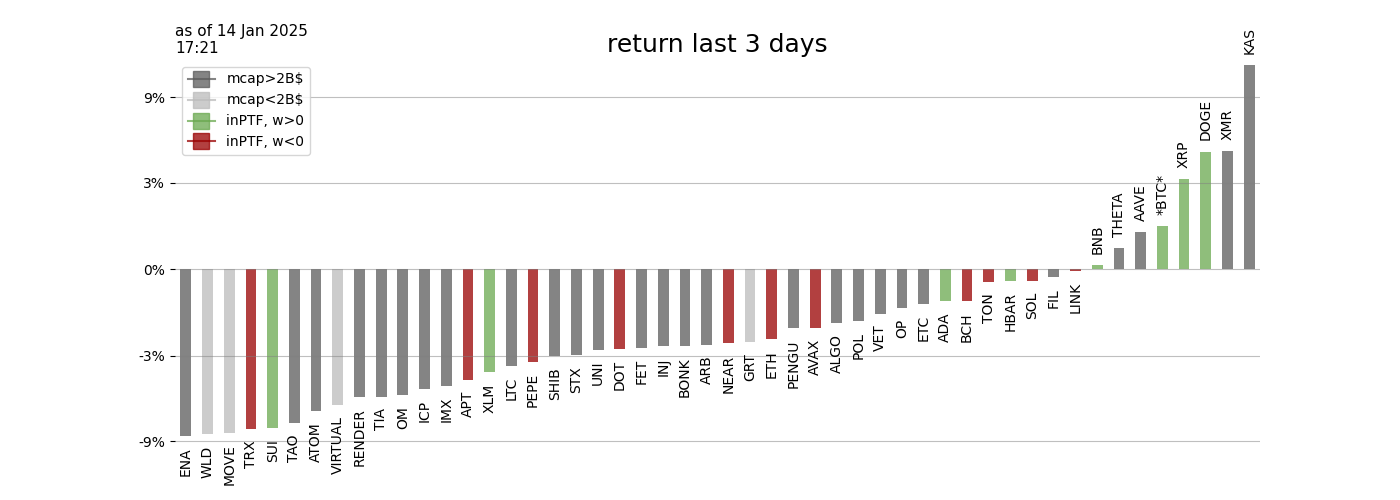 as of 14 Jan 2025
17:21
return last 3 days
mcap>2B$
mcap<2B$
inPTF, w>0
inPTF, w<0
9%
3%
0%
-3%
-9%
ENA
WLD
MOVE
TRX
SUI
TAO
ATOM
VIRTUAL
RENDER
TIA
OM
ICP
IMX
APT
XLM
LTC
PEPE
SHIB
STX
UNI
DOT
FET
INJ
BONK
ARB
NEAR
GRT
ETH
PENGU
AVAX
ALGO
POL
VET
OP
ETC
ADA
BCH
TON
HBAR
SOL
FIL
LINK
BNB
THETA
AAVE
*BTC*
XRP
DOGE
XMR
KAS